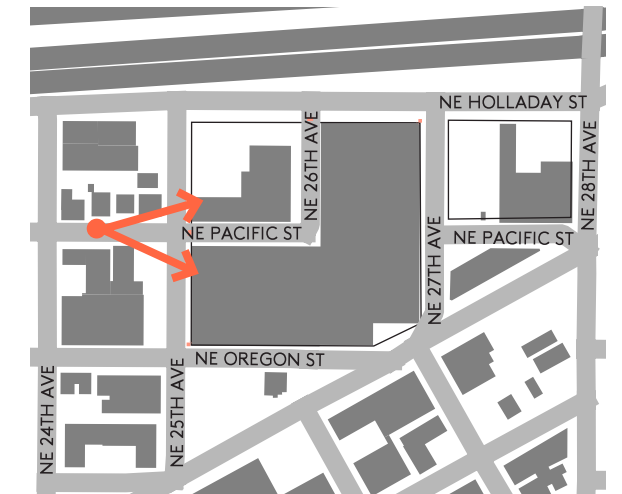 NE HOLLADAY ST
NE 26TH AVE
NE 28TH AVE
NE PACIFIC ST
NE PACIFIC ST
NE 27TH AVE
NE OREGON ST
NE 24TH AVE
NE 25TH AVE